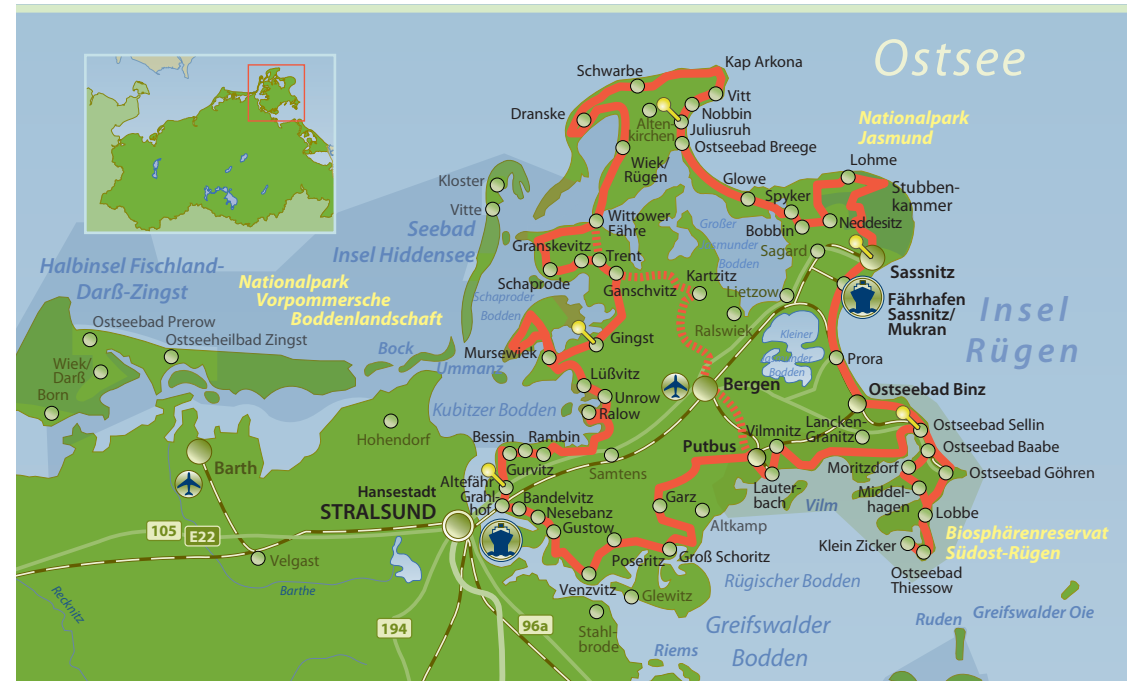 Ostsee
Kap Arkona
Schwarbe
Vitt
Dranske
Nobbin
Alten-
kirchen
Juliusruh
Ostseebad Breege
Nationalpark
Jasmund
Wiek/
Rügen
Lohme
Glowe
Stubben-
kammer
Kloster
Vitte
Spyker
Neddesitz
Bobbin
Seebad
Insel Hiddensee
Wittower
Fähre
Großer
Jasmunder
Bodden
Granskevitz
Trent
Sagard
Sassnitz
Halbinsel Fischland-
Darß-Zingst
Nationalpark
Vorpommersche
Boddenlandschaft
Schaprode
Ganschvitz
Kartzitz
Lietzow
Fährhafen
Sassnitz/
Mukran
Schaproder
Bodden
Insel
Rügen
Ralswiek
Kleiner
Jasmunder
Bodden
Ostseebad Prerow
Ostseeheilbad Zingst
Bock
Gingst
Mursewiek
Ummanz
Prora
Wiek/
Darß
Born
Lüßvitz
Unrow
Ralow
Bergen
Ostseebad Binz
Kubitzer Bodden
Hohendorf
Bessin
Rambin
Gurvitz
Samtens
Vilmnitz
Lancken-
Granitz
Ostseebad Sellin
Ostseebad Baabe
Ostseebad Göhren
Putbus
Moritzdorf
Barth
Altefähr
Grahl-
hof
Lauter-
bach
Middel-
hagen
Hansestadt
STRALSUND
Bandelvitz
Nesebanz
Gustow
Garz
Altkamp
Vilm
Lobbe
105
E22
Velgast
Poseritz
Groß Schoritz
Klein Zicker
Ostseebad
Thiessow
Biosphärenreservat
Südost-Rügen
Venzvitz
Glewitz
Rügischer Bodden
Recknitz
Barthe
Stahl-
brode
Greifswalder
Bodden
Ruden
Greifswalder Oie
194
96a
Riems